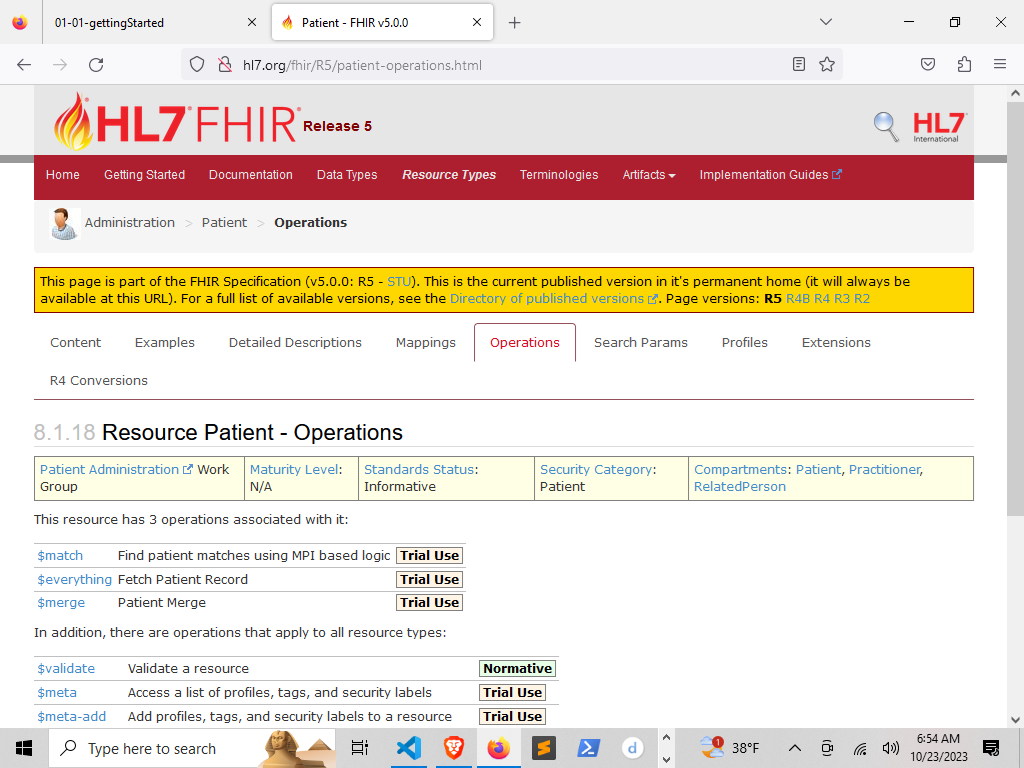 01-01-gettingStarted
Patient - FHIR v5.0.0
hl7.org/fhir/R5/patient-operations.html
HL7 FHIR Release 5
HL7 International
Home Getting Started Documentation Data Types Resource Types Terminologies Artifacts Implementation Guides
Administration > Patient > Operations
This page is part of the FHIR Specification (v5.0.0: R5 - STU). This is the current published version in it's permanent home (it will always be
available at this URL). For a full list of available versions, see the Directory of published versions. Page versions: R5 R4B R4 R3 R2
Content Examples Detailed Descriptions Mappings Operations Search Params Profiles Extensions
R4 Conversions
8.1.18 Resource Patient - Operations
Patient Administration Work
Group
Maturity Level:
N/A
Standards Status:
Informative
Security Category:
Patient
Compartments: Patient, Practitioner,
RelatedPerson
This resource has 3 operations associated with it:
$match Find patient matches using MPI based logic Trial Use
$everything Fetch Patient Record Trial Use
$merge Patient Merge Trial Use
In addition, there are operations that apply to all resource types:
$validate Validate a resource Normative
$meta Access a list of profiles, tags, and security labels Trial Use
$meta-add Add profiles, tags, and security labels to a resource Trial Use
Type here to search
S
d
1
38°F
6:54 AM
10/23/2023